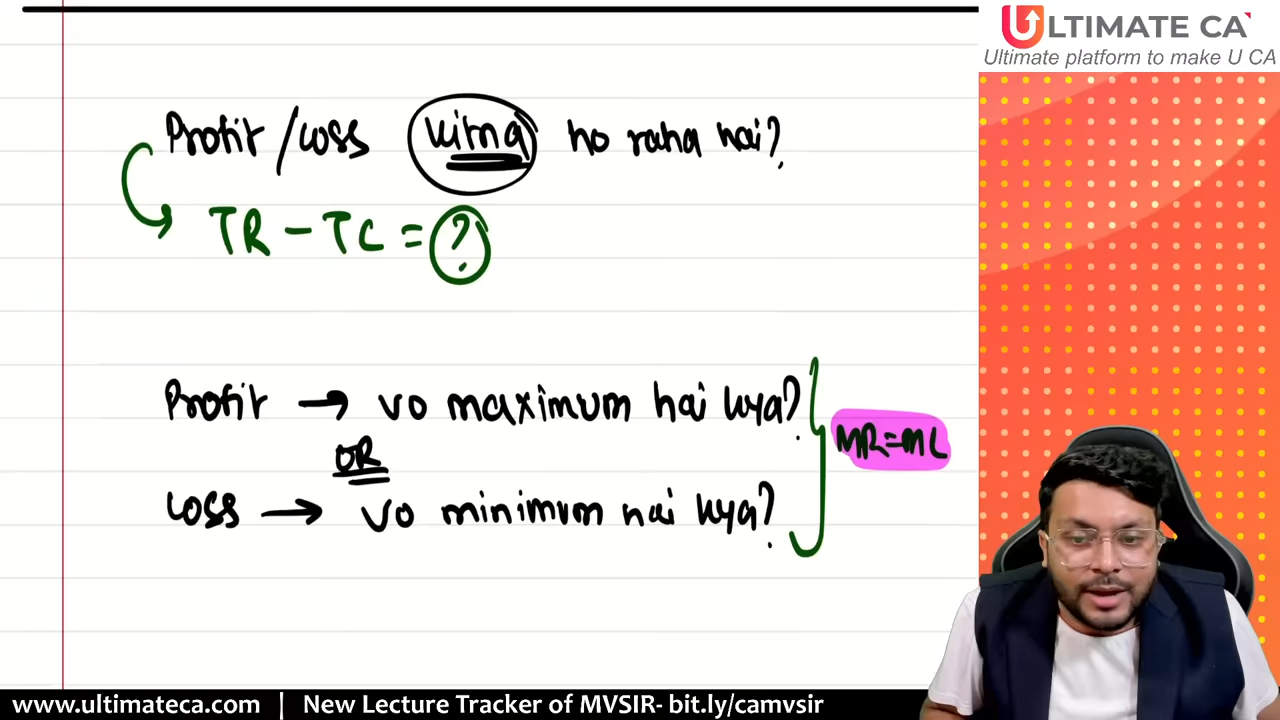 ULTIMATE CA
Ultimate platform to make U CA
Profit / Loss kitna ho raha hai?
TR - TC = ?
Profit → vo maximum hai kya?
OR
Loss → vo minimum hai kya?
MR=MC
www.ultimateca.com | New Lecture Tracker of MVSIR- bit.ly/camvsir